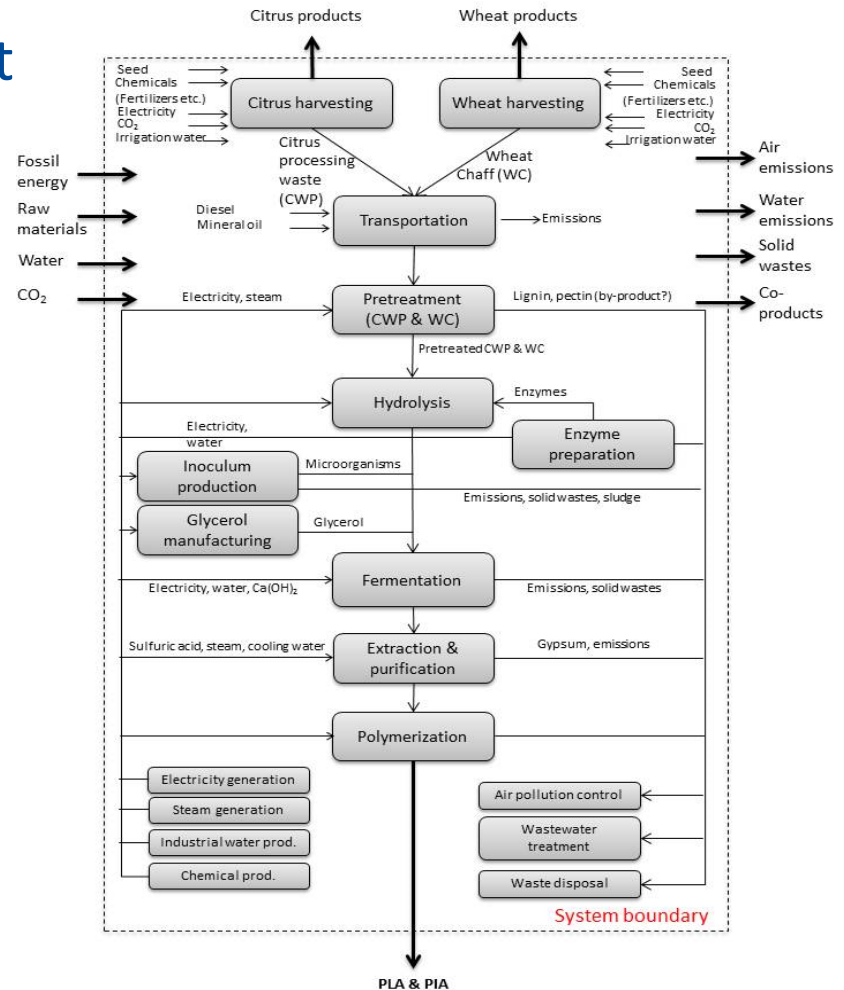 t
Citrus products
Wheat products
Seed
Chemicals
(Fertilizers etc.)
Electricity
CO₂
Irrigation water
Citrus harvesting
Wheat harvesting
Seed
Chemicals
(Fertilizers etc.)
Electricity
CO₂
Irrigation water
Fossil
energy
Raw
materials
Water
CO₂
Air
emissions
Water
emissions
Solid
wastes
Co-
products
Citrus
processing
waste
(CWP)
Wheat
Chaff (WC)
Diesel
Mineral oil
Transportation
Emissions
Electricity, steam
Pretreatment
(CWP & WC)
Lignin, pectin (by-product?)
Pretreated CWP & WC
Hydrolysis
Enzymes
Electricity,
water
Enzyme
preparation
Inoculum
production
Microorganisms
Emissions, solid wastes, sludge
Glycerol
manufacturing
Glycerol
Fermentation
Electricity, water, Ca(OH)₂
Emissions, solid wastes
Sulfuric acid, steam, cooling water
Extraction &
purification
Gypsum, emissions
Polymerization
Electricity generation
Steam generation
Industrial water prod.
Chemical prod.
Air pollution control
Wastewater
treatment
Waste disposal
System boundary
PLA & PIA